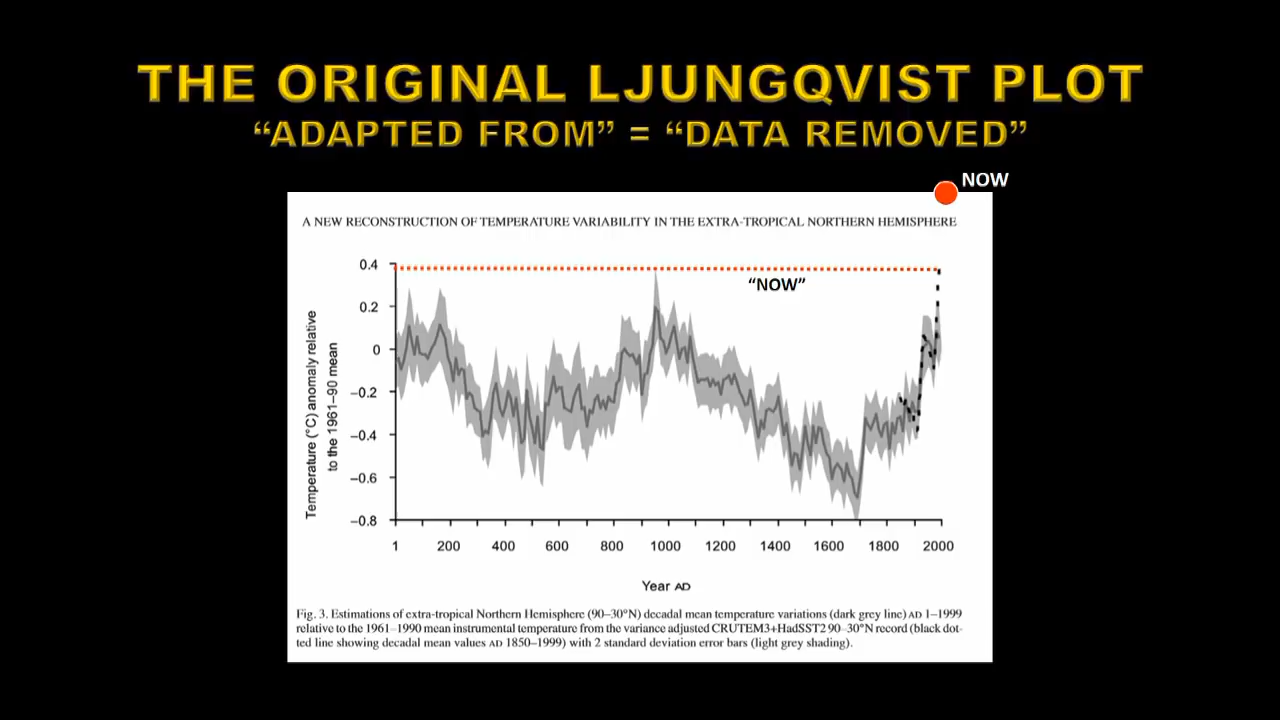 THE ORIGINAL LJUNGQVIST PLOT
“ADAPTED FROM” = “DATA REMOVED”
NOW
A NEW RECONSTRUCTION OF TEMPERATURE VARIABILITY IN THE EXTRA-TROPICAL NORTHERN HEMISPHERE
0.4
“NOW”
0.2
0
−0.2
−0.4
−0.6
−0.8
Temperature (°C) anomaly relative
to the 1961–90 mean
1 200 400 600 800 1000 1200 1400 1600 1800 2000
Year AD
Fig. 3. Estimations of extra-tropical Northern Hemisphere (90–30°N) decadal mean temperature variations (dark grey line) AD 1–1999
relative to the 1961–1990 mean instrumental temperature from the variance adjusted CRUTEM3+HadSST2 90–30°N record (black dot-
ted line showing decadal mean values AD 1850–1999) with 2 standard deviation error bars (light grey shading).